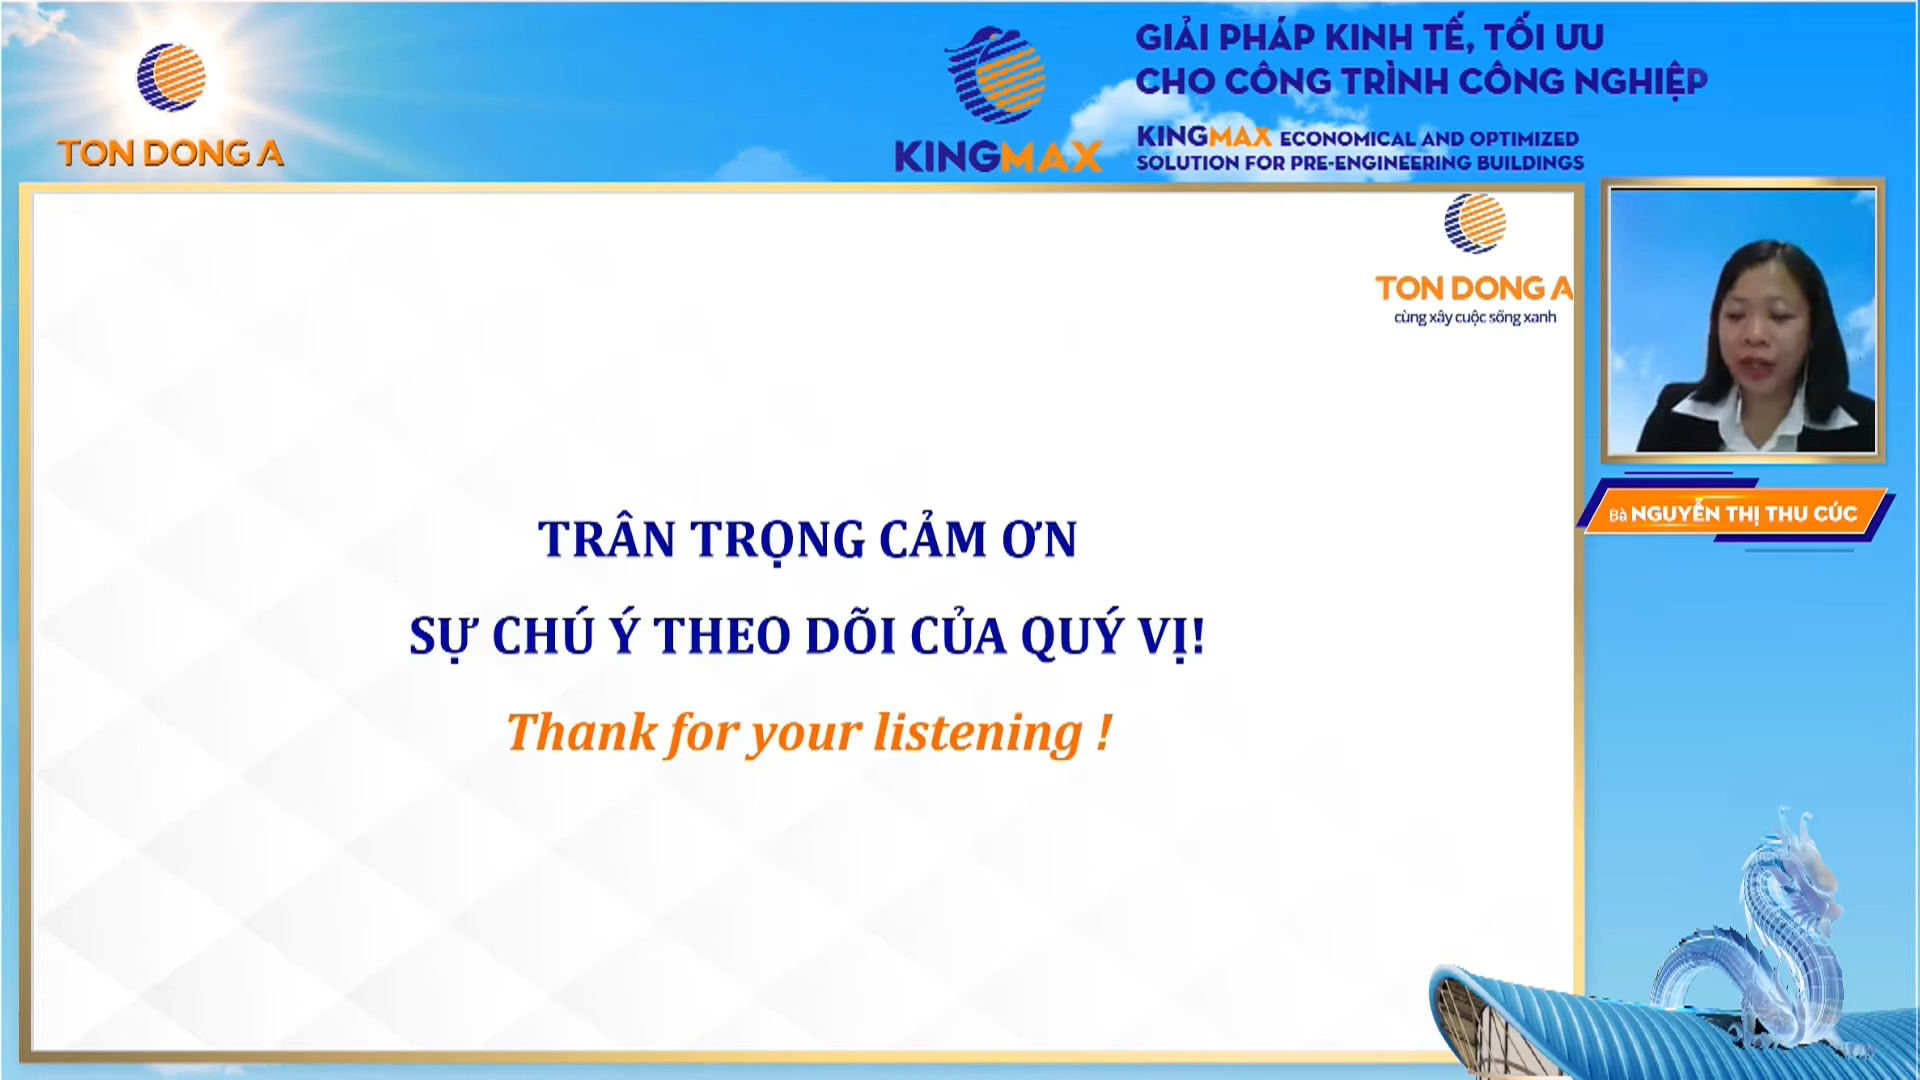 TON DONG A
KINGMAX
GIẢI PHÁP KINH TẾ, TỐI ƯU
CHO CÔNG TRÌNH CÔNG NGHIỆP
KINGMAX ECONOMICAL AND OPTIMIZED
SOLUTION FOR PRE-ENGINEERING BUILDINGS
TON DONG A
cùng xây cuộc sống xanh
TRÂN TRỌNG CẢM ƠN
SỰ CHÚ Ý THEO DÕI CỦA QUÝ VỊ!
Thank for your listening !
Bà NGUYỄN THỊ THU CÚC